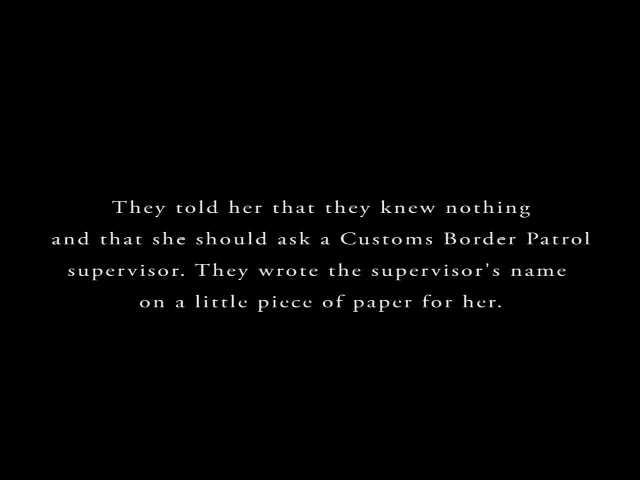 They told her that they knew nothing
and that she should ask a Customs Border Patrol
supervisor. They wrote the supervisor's name
on a little piece of paper for her.